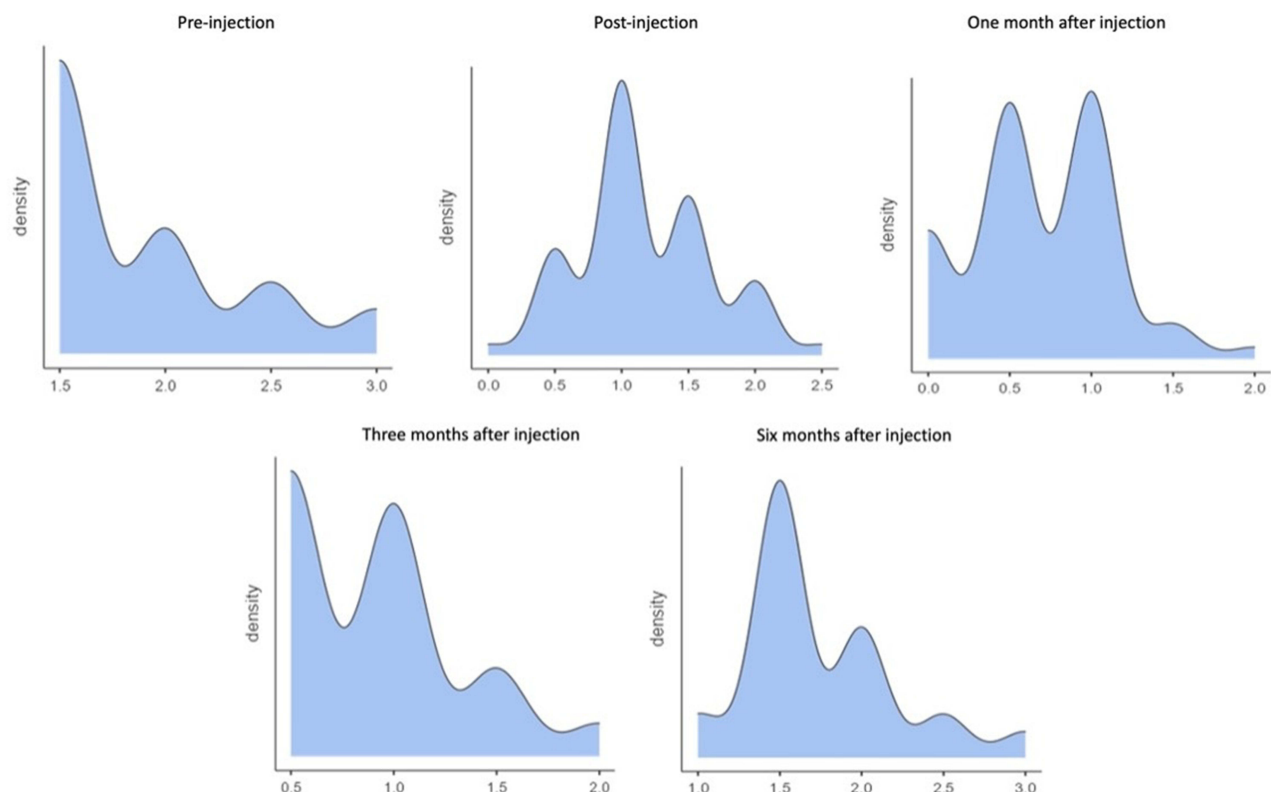 Pre-injection
density
1.5 2.0 2.5 3.0
Post-injection
density
0.0 0.5 1.0 1.5 2.0 2.5
One month after injection
density
0.0 0.5 1.0 1.5 2.0
Three months after injection
density
0.5 1.0 1.5 2.0
Six months after injection
density
1.0 1.5 2.0 2.5 3.0